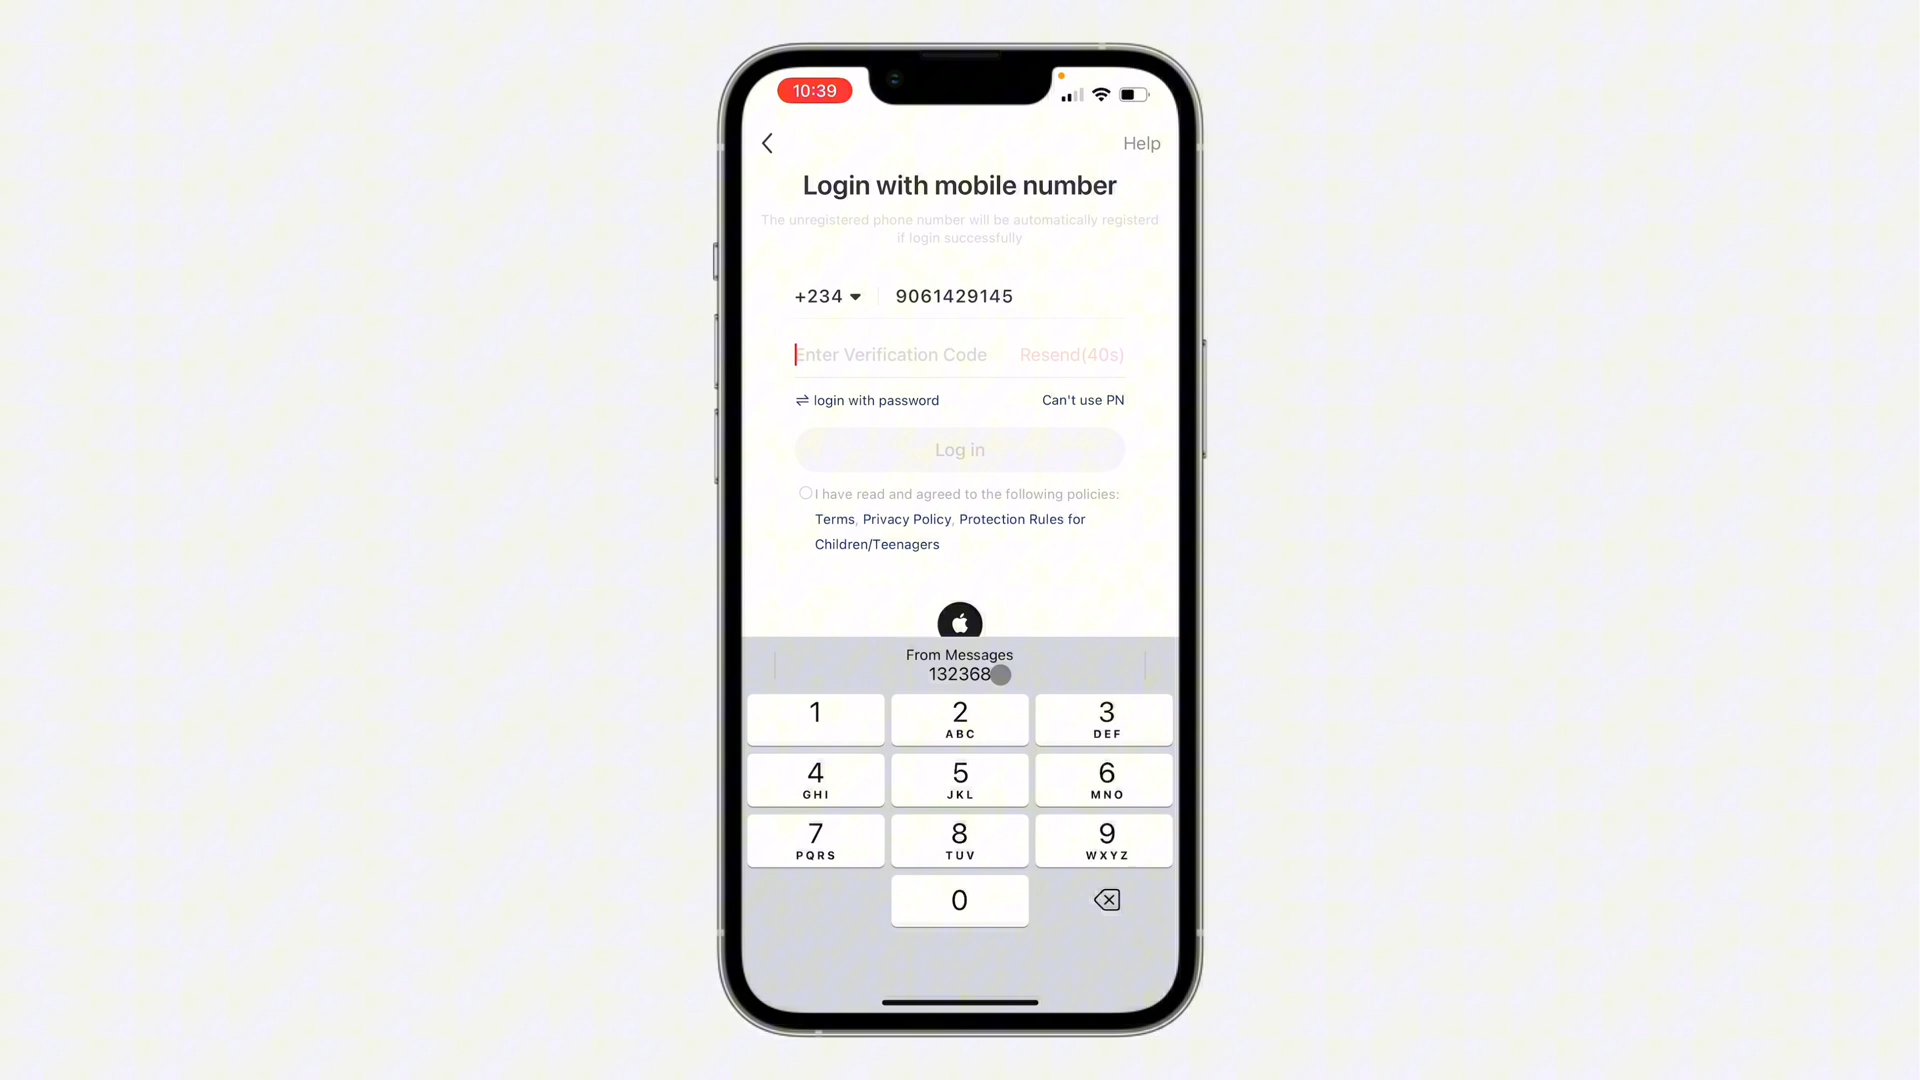 10:39
Help
Login with mobile number
The unregistered phone number will be automatically registerd
if login successfully
+234 9061429145
Enter Verification Code Resend(40s)
login with password Can't use PN
Log in
I have read and agreed to the following policies:
Terms, Privacy Policy, Protection Rules for
Children/Teenagers
From Messages
132368
1 2 3
ABC DEF
4 5 6
GHI JKL MNO
7 8 9
PQRS TUV WXYZ
0